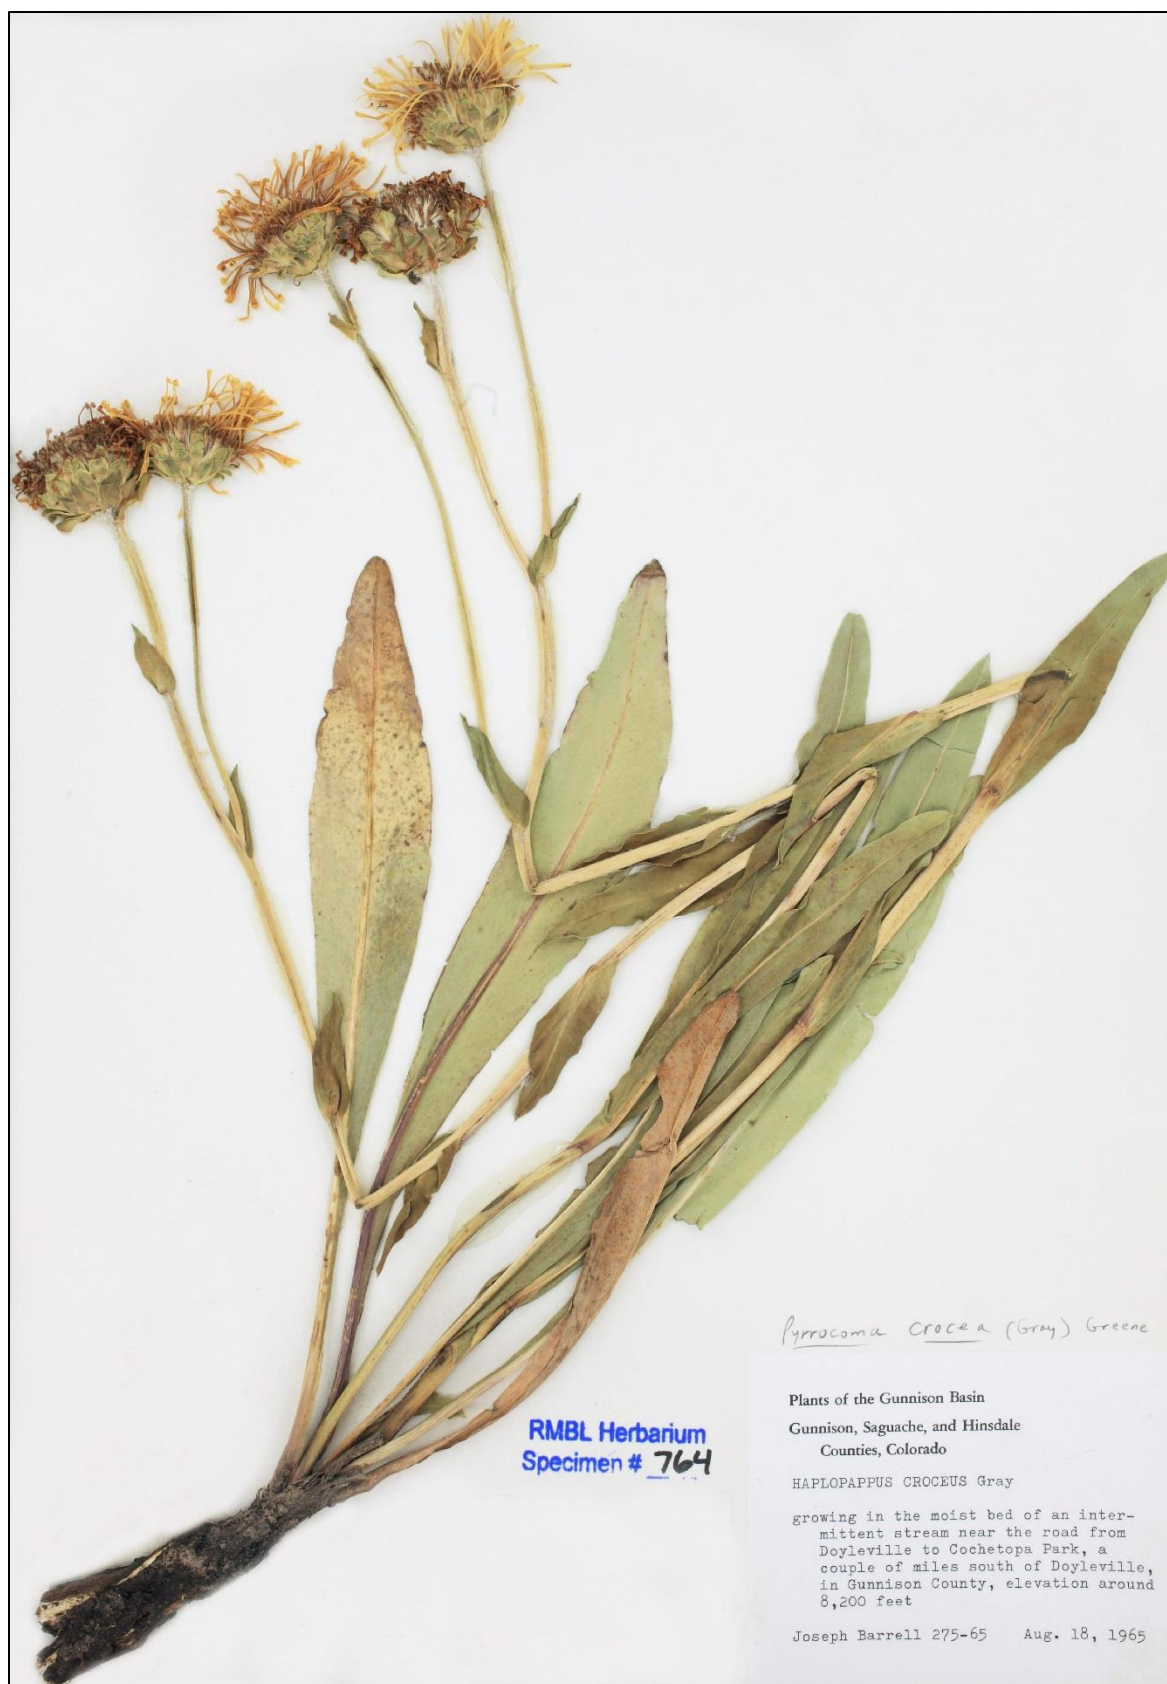 Pyrrocoma crocea (Gray) Greene
Plants of the Gunnison Basin
Gunnison, Saguache, and Hinsdale
Counties, Colorado
HAPLOPAPPUS CROCEUS Gray
growing in the moist bed of an inter-
mittent stream near the road from
Doyleville to Cochetopa Park, a
couple of miles south of Doyleville,
in Gunnison County, elevation around
8,200 feet
Joseph Barrell 275-65 Aug. 18, 1965
RMBL Herbarium
Specimen # 764